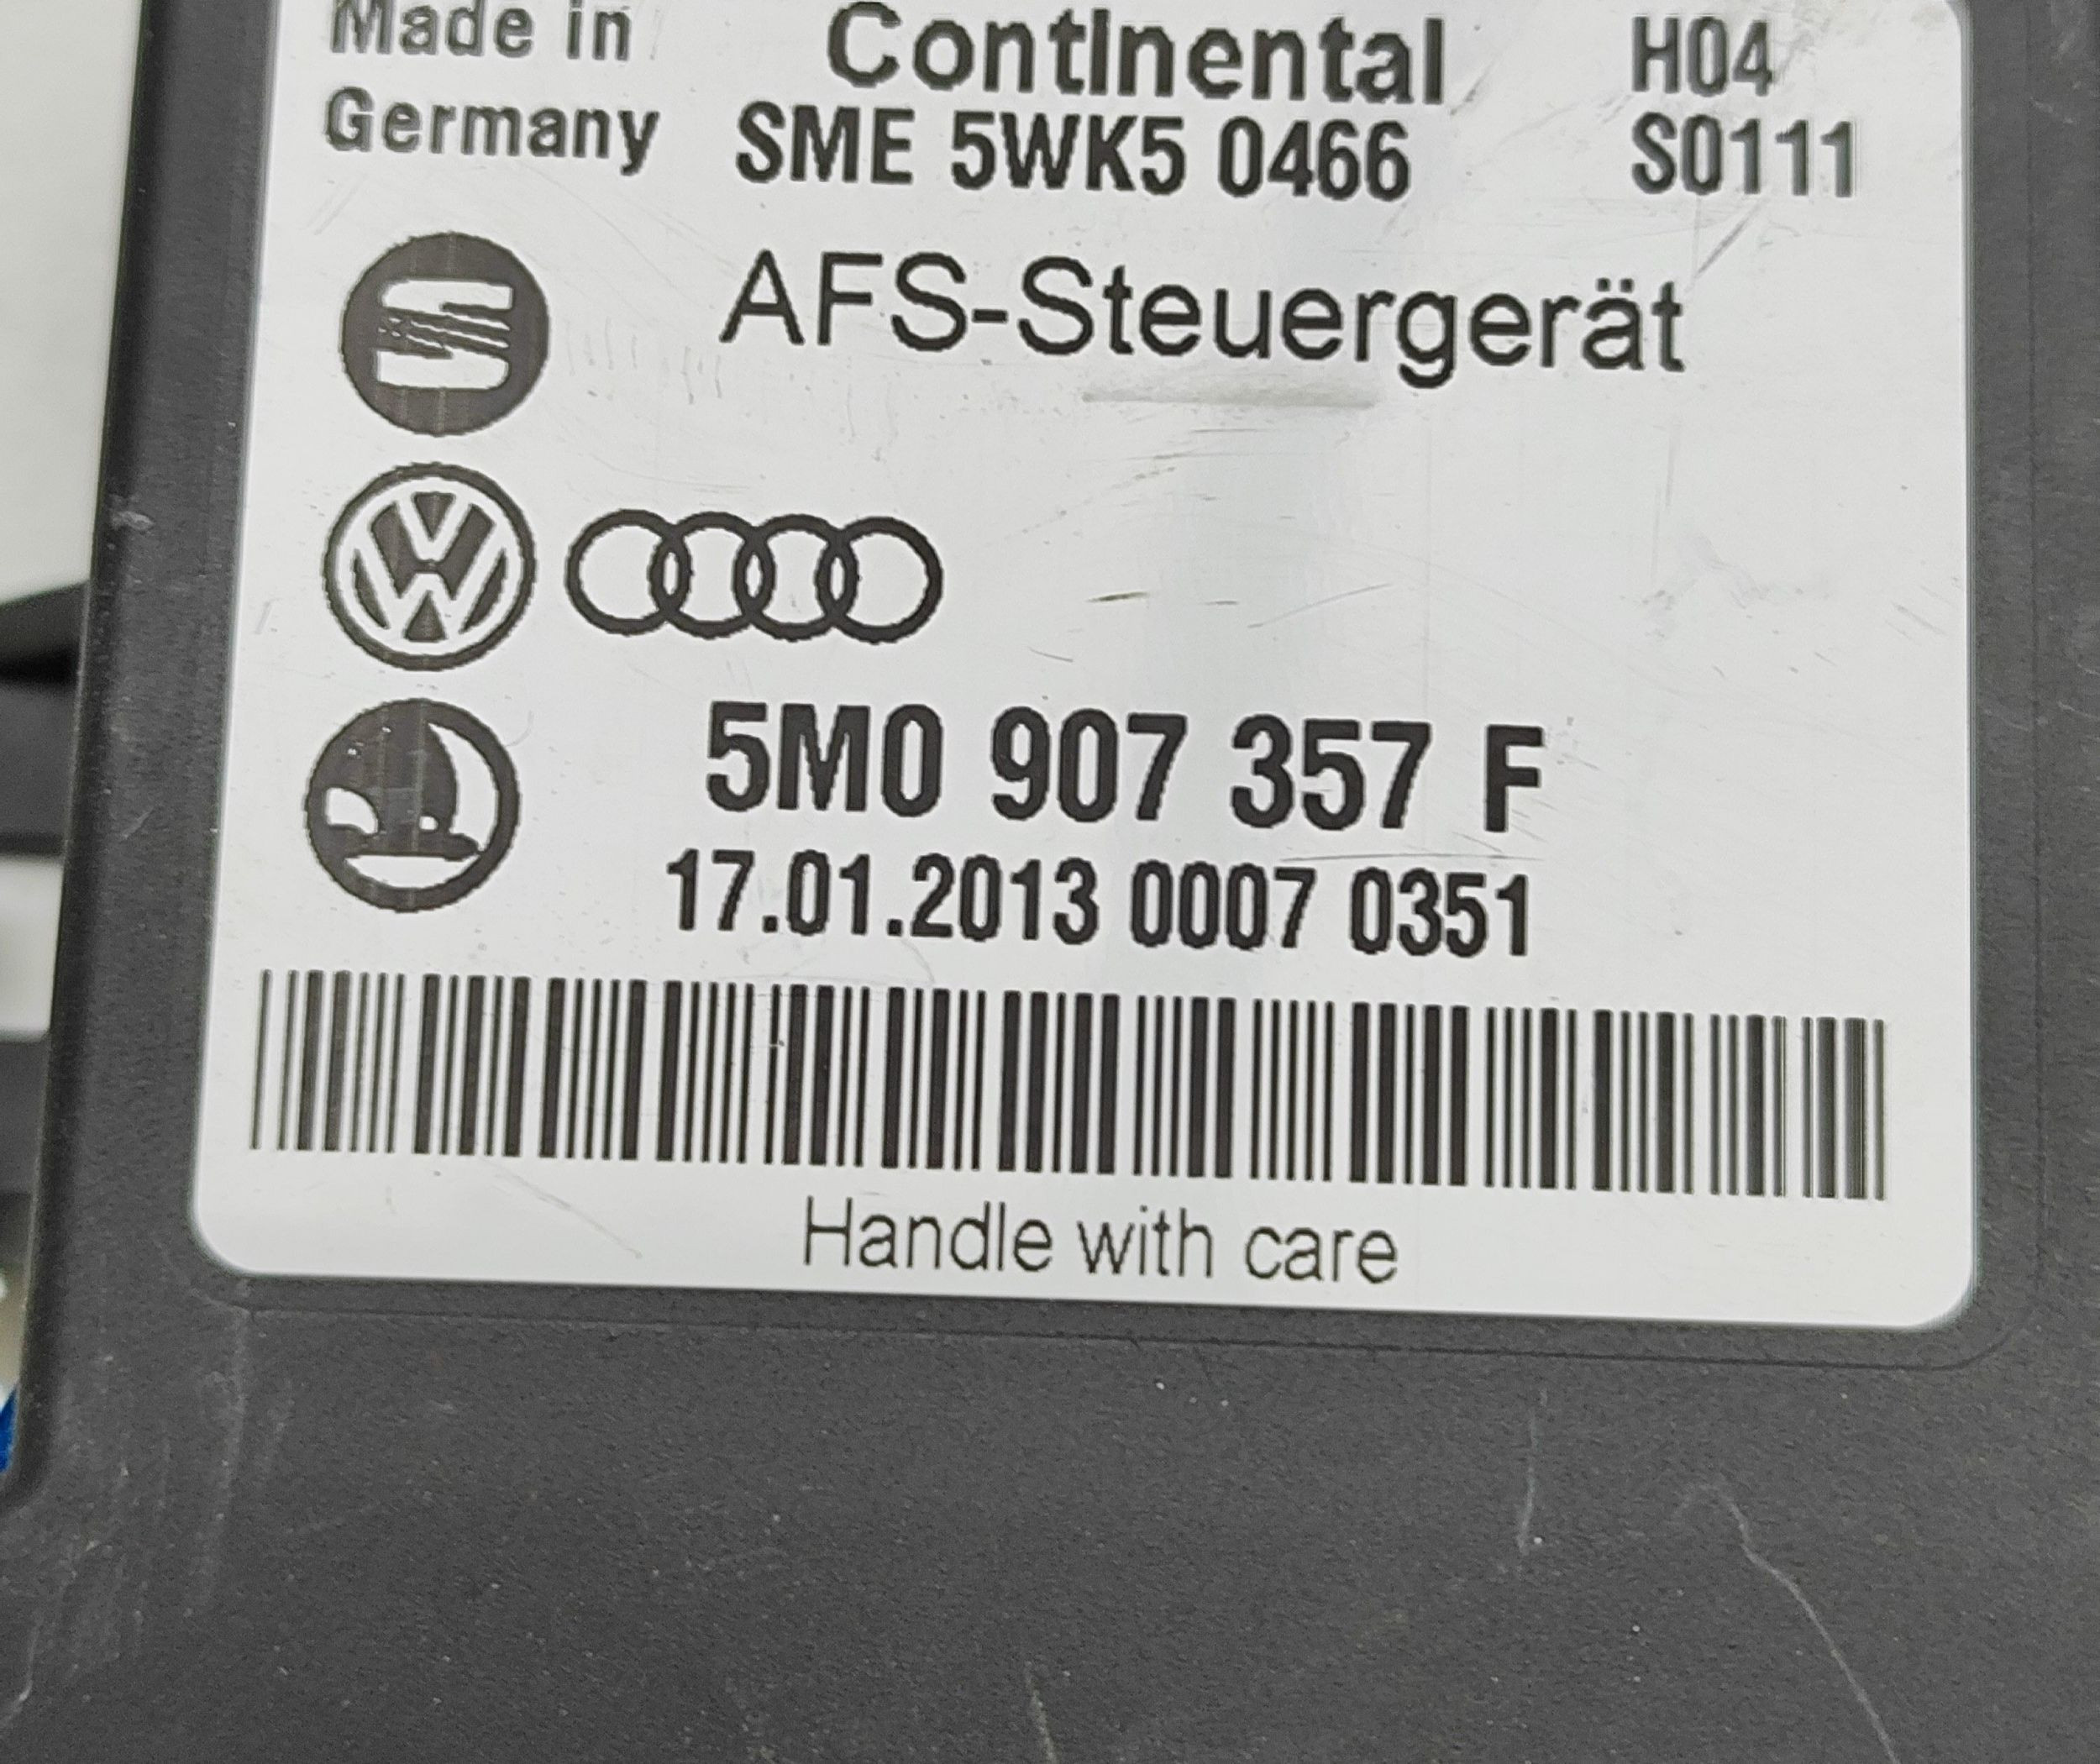 Made in Continental H04
Germany SME 5WK5 0466 S0111
AFS-Steuergerät
5M0 907 357 F
17.01.2013 0007 0351
Handle with care